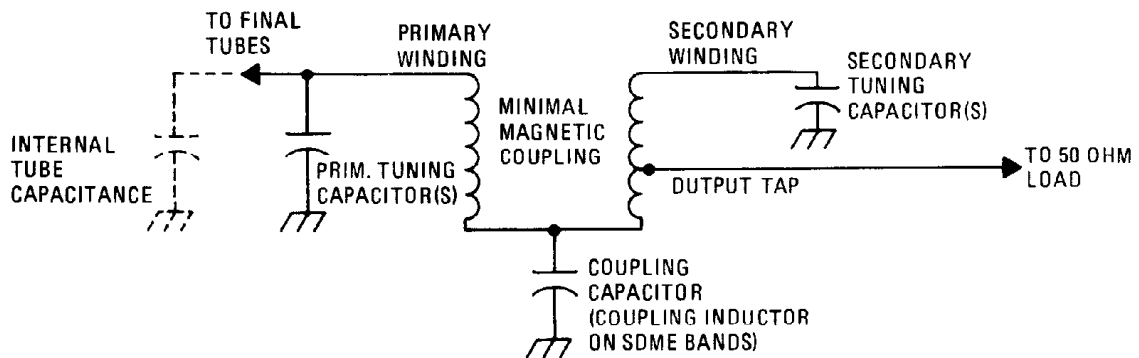 TO FINAL
TUBES
PRIMARY
WINDING
SECONDARY
WINDING
SECONDARY
TUNING
CAPACITOR(S)
MINIMAL
MAGNETIC
COUPLING
INTERNAL
TUBE
CAPACITANCE
PRIM. TUNING
CAPACITOR(S)
DUTPUT TAP
TO 50 OHM
LOAD
COUPLING
CAPACITOR
(COUPLING INDUCTOR
ON SDME BANDS)